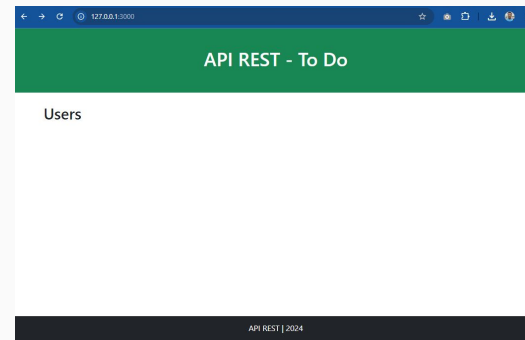 127.0.0.1:3000
API REST - To Do
Users
API REST | 2024